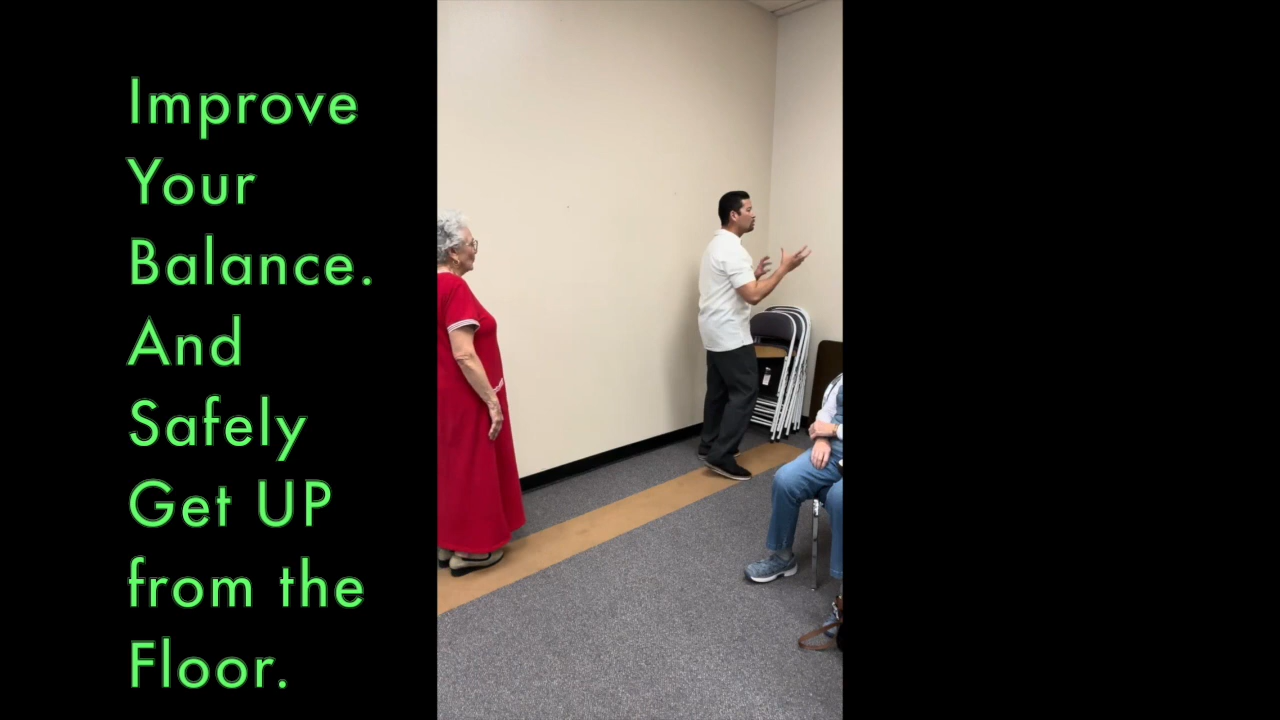 Improve
Your
Balance.
And
Safely
Get UP
from the
Floor.